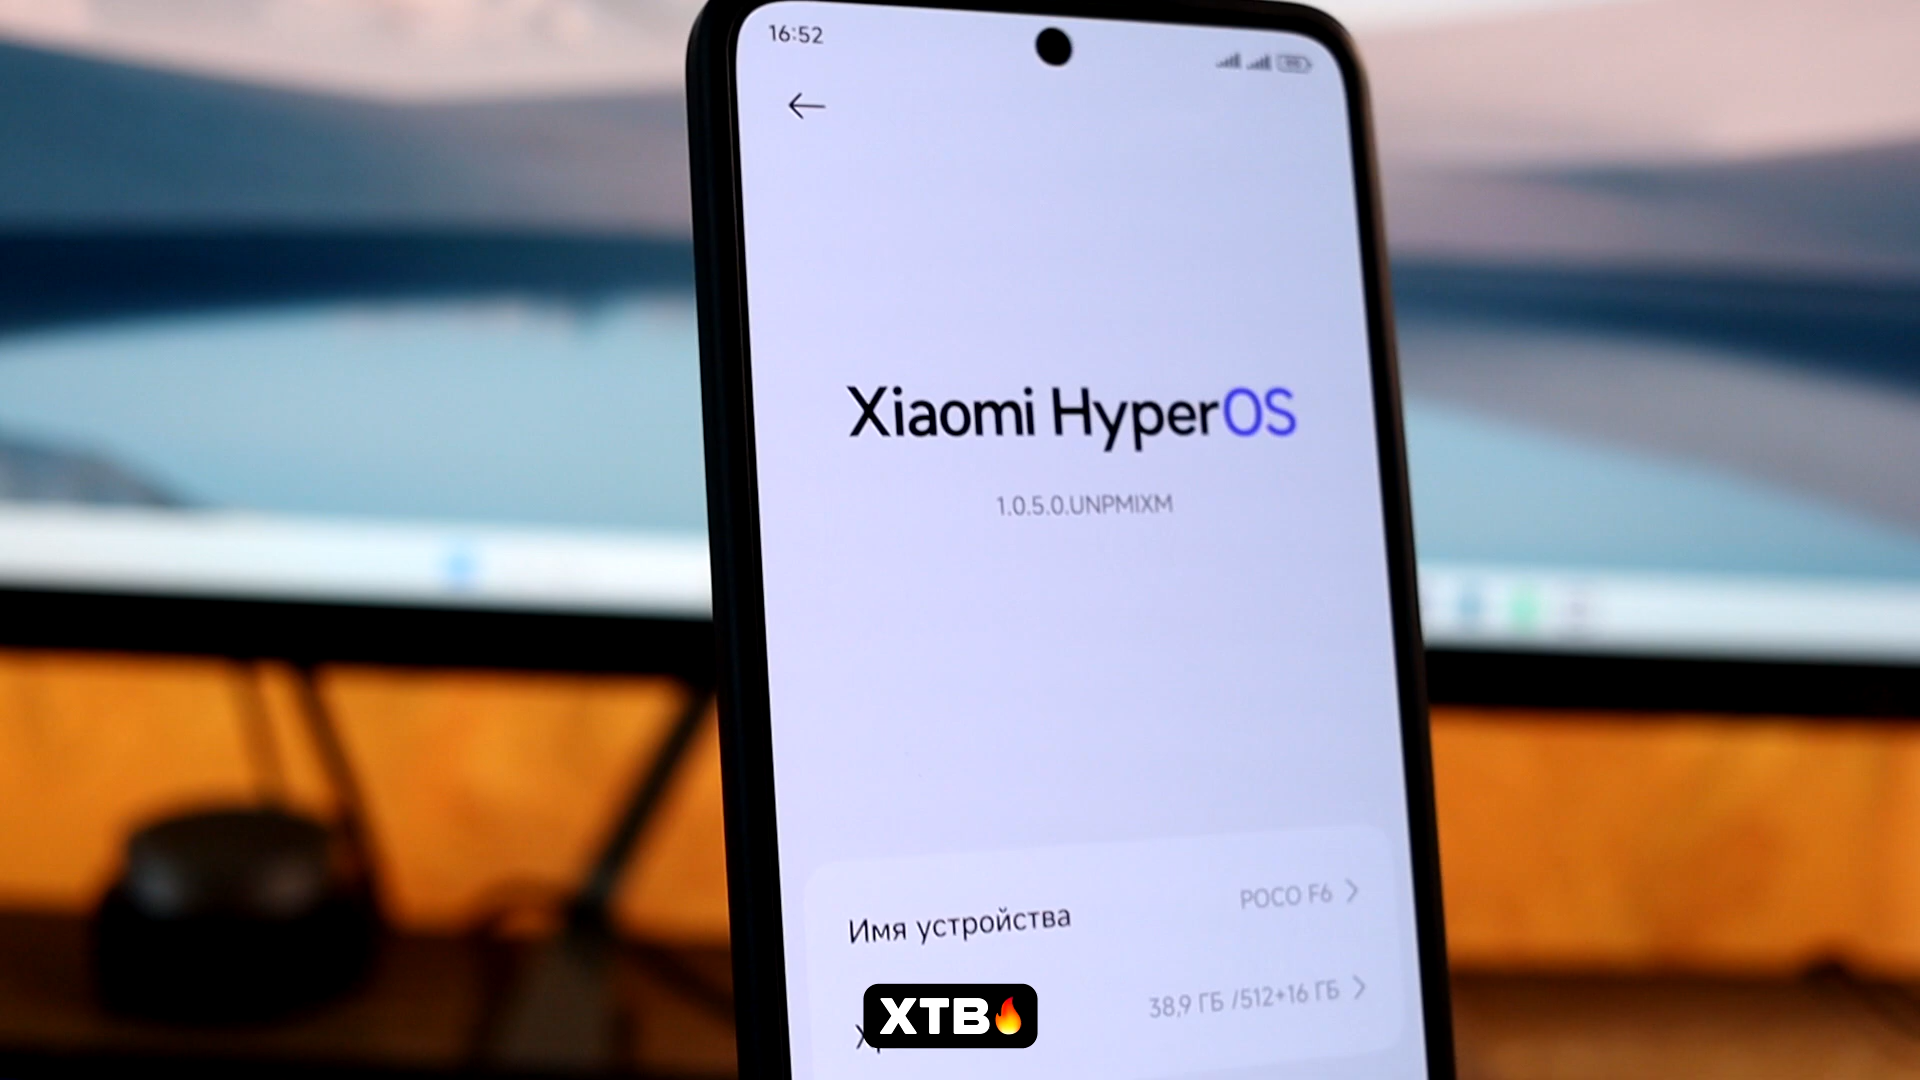 16:52
Xiaomi HyperOS
1.0.5.0.UNPMIXM
Имя устройства
POCO F6
38,9 ГБ /512+16 ГБ
XTB🔥